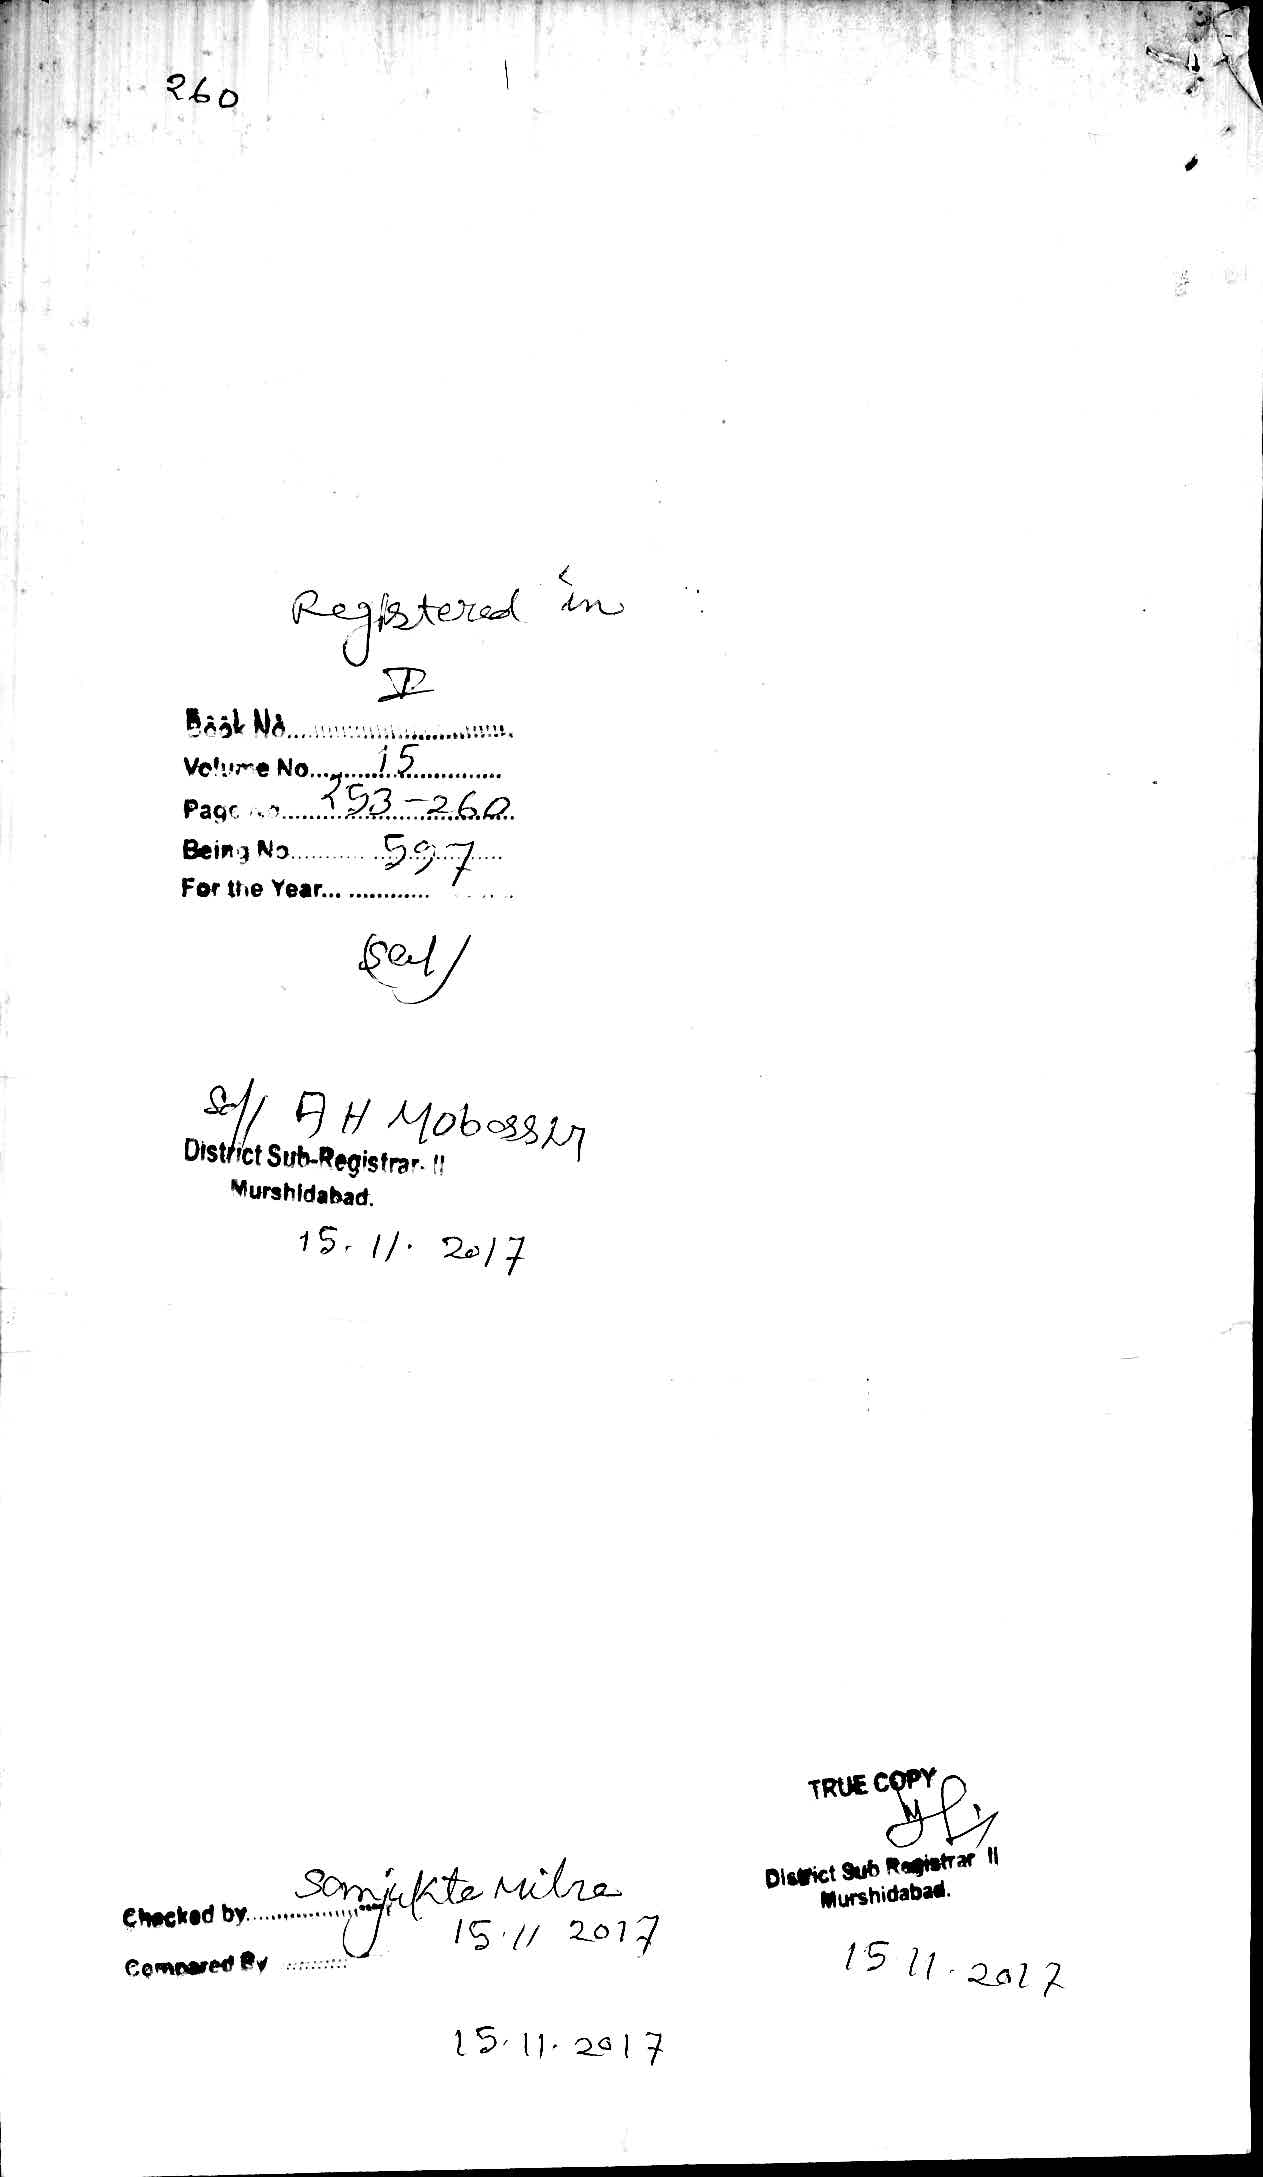 260
Registered in
V
Book No.
Volume No. 15
Page No. 253-260
Being No. 597
For the Year
Seal/
Sd/ A H Mobassir
District Sub-Registrar-II
Murshidabad.
15.11.2017
TRUE COPY
District Sub Registrar II
Murshidabad.
15 11.2017
Checked by Samjukta Mitra
15.11 2017
Compared By
15.11.2017